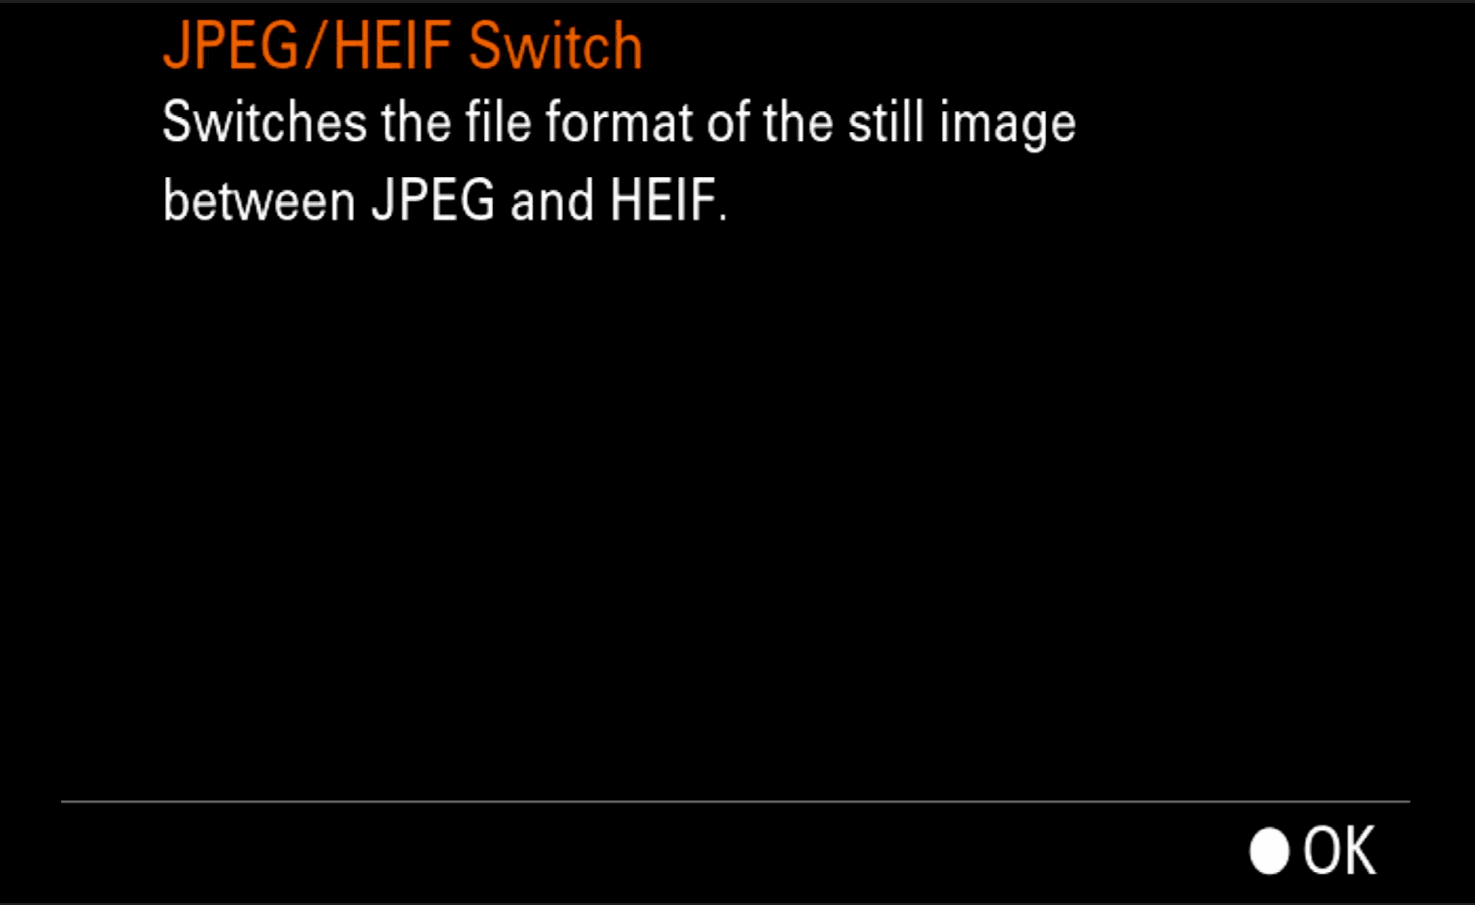 JPEG/HEIF Switch
Switches the file format of the still image
between JPEG and HEIF.
OK